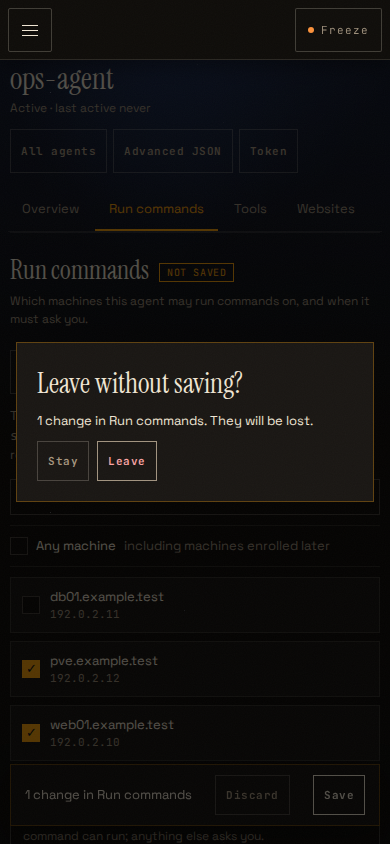 Freeze
ops-agent
Active · last active never
All agents
Advanced JSON
Token
Overview
Run commands
Tools
Websites
Run commands
NOT SAVED
Which machines this agent may run commands on, and when it
must ask you.
Leave without saving?
1 change in Run commands. They will be lost.
Stay
Leave
Any machine including machines enrolled later
db01.example.test
192.0.2.11
pve.example.test
192.0.2.12
web01.example.test
192.0.2.10
1 change in Run commands
Discard
Save
command can run; anything else asks you.